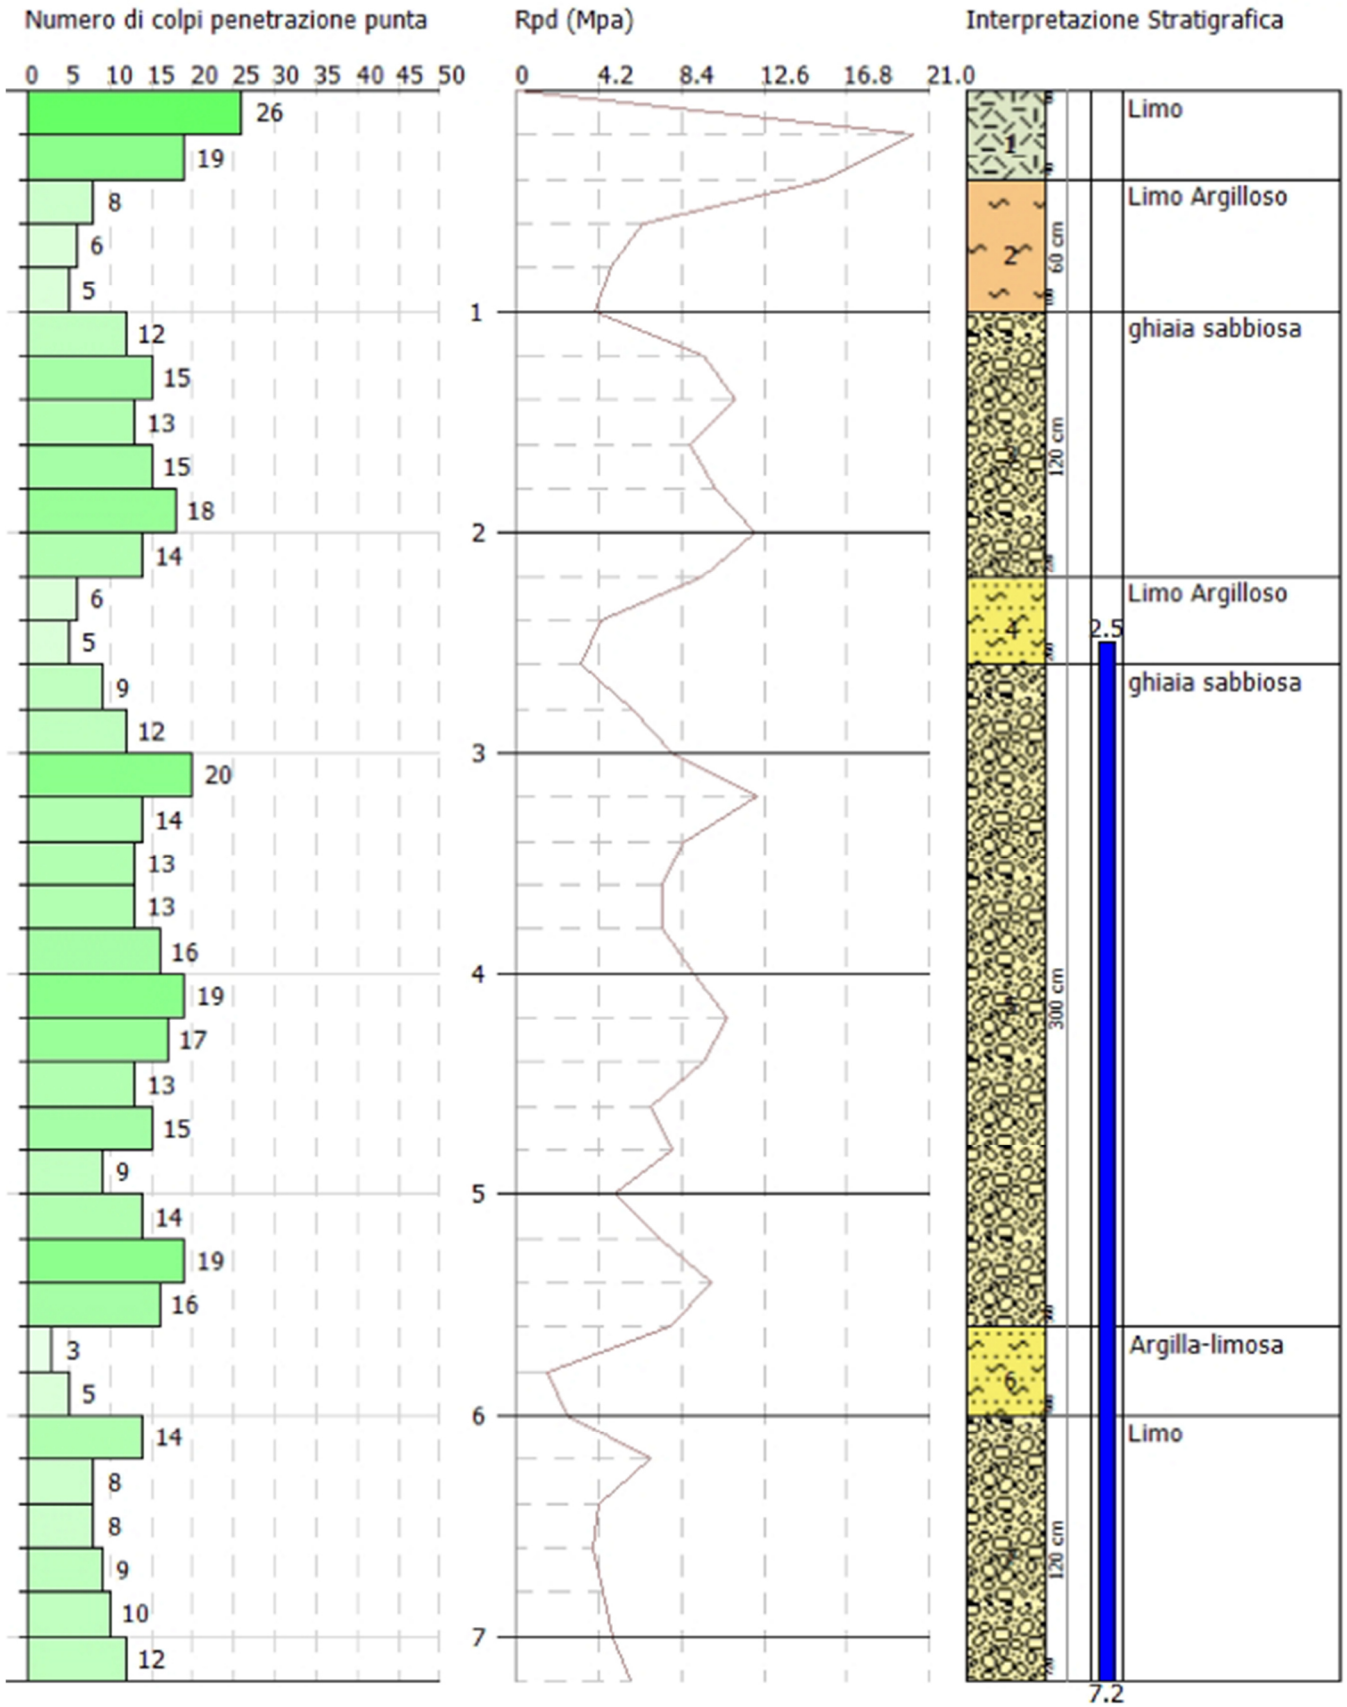 Numero di colpi penetrazione punta Rpd (Mpa) Interpretazione Stratigrafica
0 5 10 15 20 25 30 35 40 45 50 0 4.2 8.4 12.6 16.8 21.0
26 Limo
1
19
8 Limo Argilloso
6 2 60 cm
5
1
12 ghiaia sabbiosa
15
13
120 cm
15
18
2
14
6 Limo Argilloso
4 2.5
5
9 ghiaia sabbiosa
12
3
20
14
13
13
16
4
19 300 cm
17
13
15
9
5
14
19
16
3 Argilla-limosa
6
5
6
14 Limo
8
8
120 cm
9
10
7
12
7.2